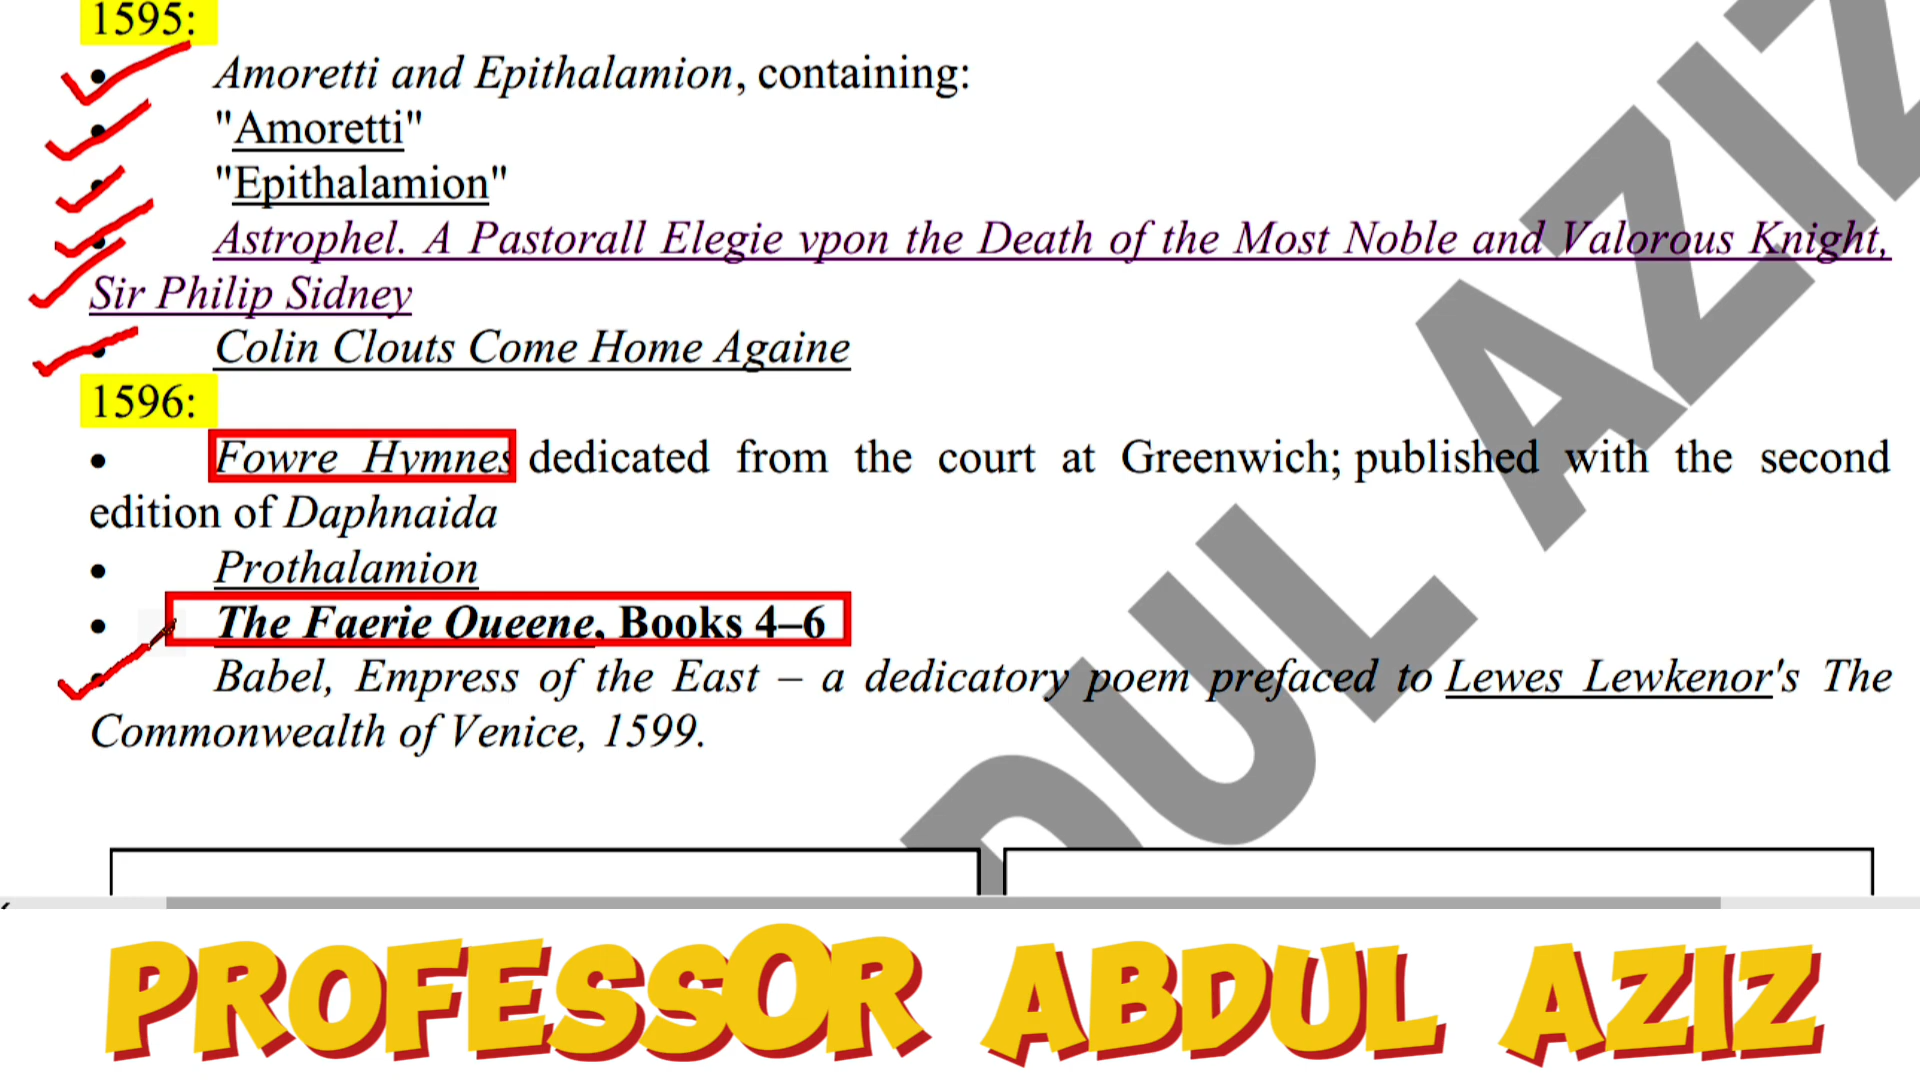 1595:
• Amoretti and Epithalamion, containing:
• "Amoretti"
• "Epithalamion"
• Astrophel. A Pastorall Elegie vpon the Death of the Most Noble and Valorous Knight,
Sir Philip Sidney
• Colin Clouts Come Home Againe
1596:
• Fowre Hymnes dedicated from the court at Greenwich; published with the second
edition of Daphnaida
• Prothalamion
• The Faerie Queene, Books 4–6
• Babel, Empress of the East – a dedicatory poem prefaced to Lewes Lewkenor's The
Commonwealth of Venice, 1599.
DUL AZIZ
PROFESSOR ABDUL AZIZ